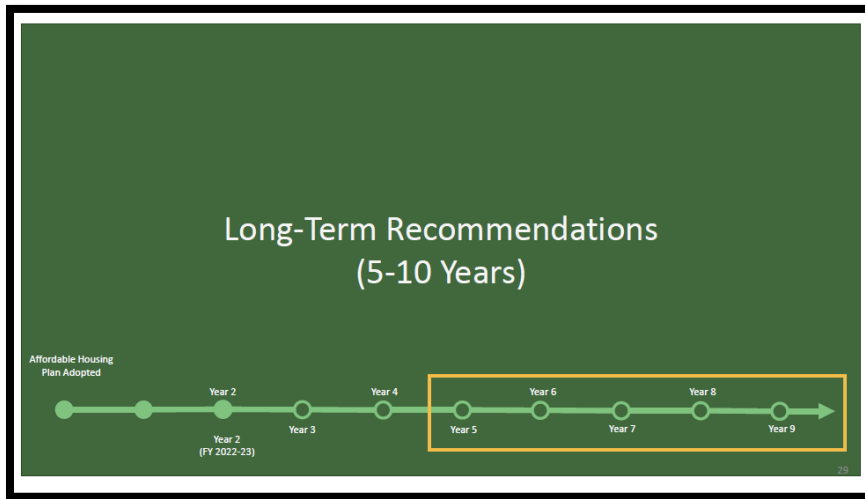 Long-Term Recommendations
(5-10 Years)
Affordable Housing
Plan Adopted
Year 2
Year 4
Year 6
Year 8
Year 3
Year 5
Year 7
Year 9
Year 2
(FY 2022-23)
29